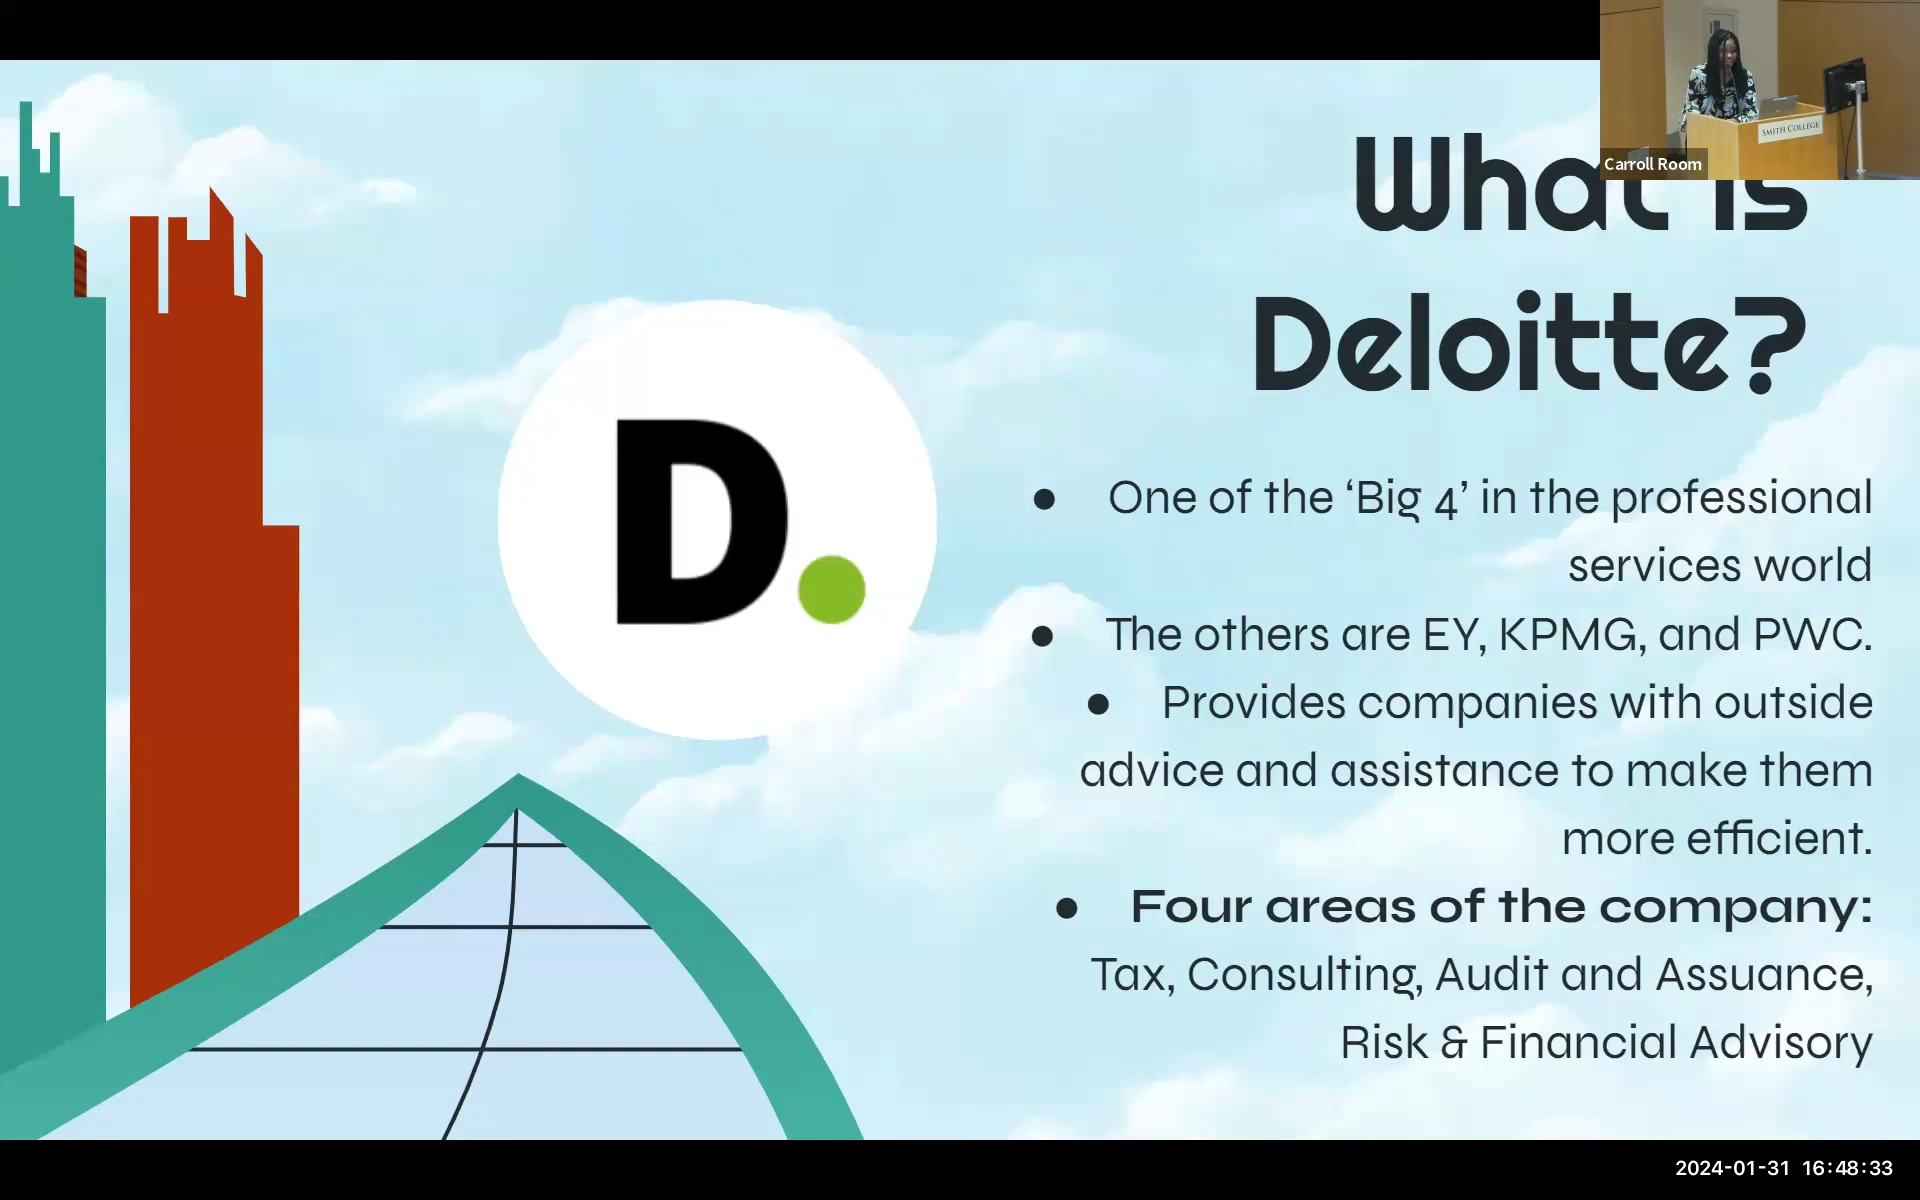 SMITH COLLEGE
Carroll Room
What is
Deloitte?
D.
● One of the ‘Big 4’ in the professional
services world
● The others are EY, KPMG, and PWC.
● Provides companies with outside
advice and assistance to make them
more efficient.
● Four areas of the company:
Tax, Consulting, Audit and Assuance,
Risk & Financial Advisory
2024-01-31 16:48:33